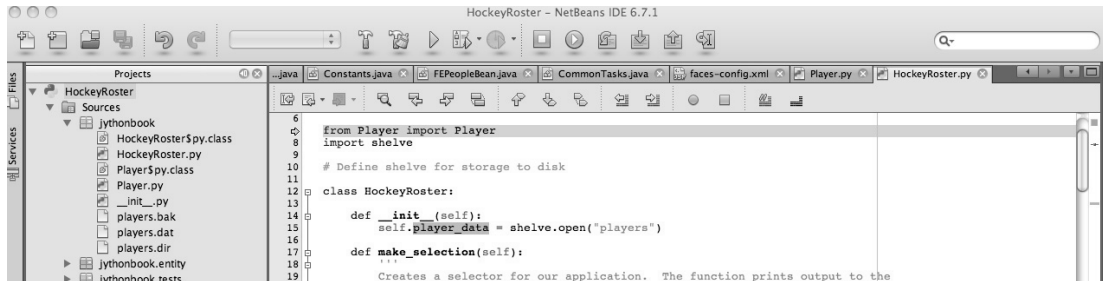 HockeyRoster – NetBeans IDE 6.7.1
Files
Services
Projects
HockeyRoster
Sources
jythonbook
HockeyRoster$py.class
HockeyRoster.py
Player$py.class
Player.py
__init__.py
players.bak
players.dat
players.dir
jythonbook.entity
jythonbook.tests
...java Constants.java FEPeopleBean.java CommonTasks.java faces-config.xml Player.py HockeyRoster.py
6
from Player import Player
8 import shelve
9
10 # Define shelve for storage to disk
11
12 class HockeyRoster:
13
14 def __init__(self):
15 self.player_data = shelve.open("players")
16
17 def make_selection(self):
18 '''
19 Creates a selector for our application. The function prints output to the